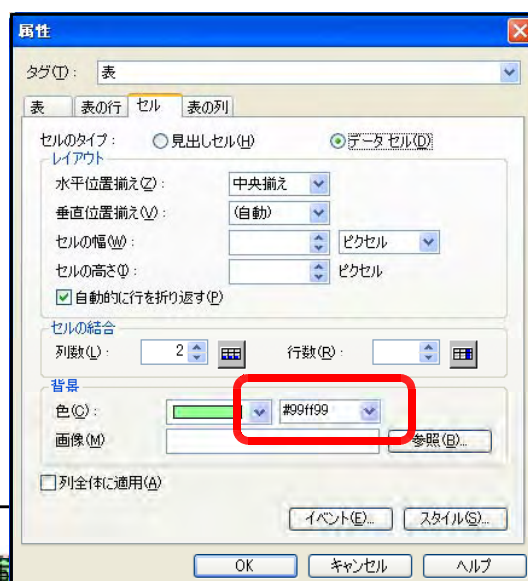 属性
タグ(T): 表
表 表の行 セル 表の列
セルのタイプ: 見出しセル(H) データ セル(D)
レイアウト
水平位置揃え(Z): 中央揃え
垂直位置揃え(V): (自動)
セルの幅(W): ピクセル
セルの高さ(I): ピクセル
自動的に行を折り返す(P)
セルの結合
列数(L): 2 行数(R):
背景
色(C): #99ff99
画像(M) 参照(B)...
列全体に適用(A)
イベント(E)... スタイル(S)...
OK キャンセル ヘルプ